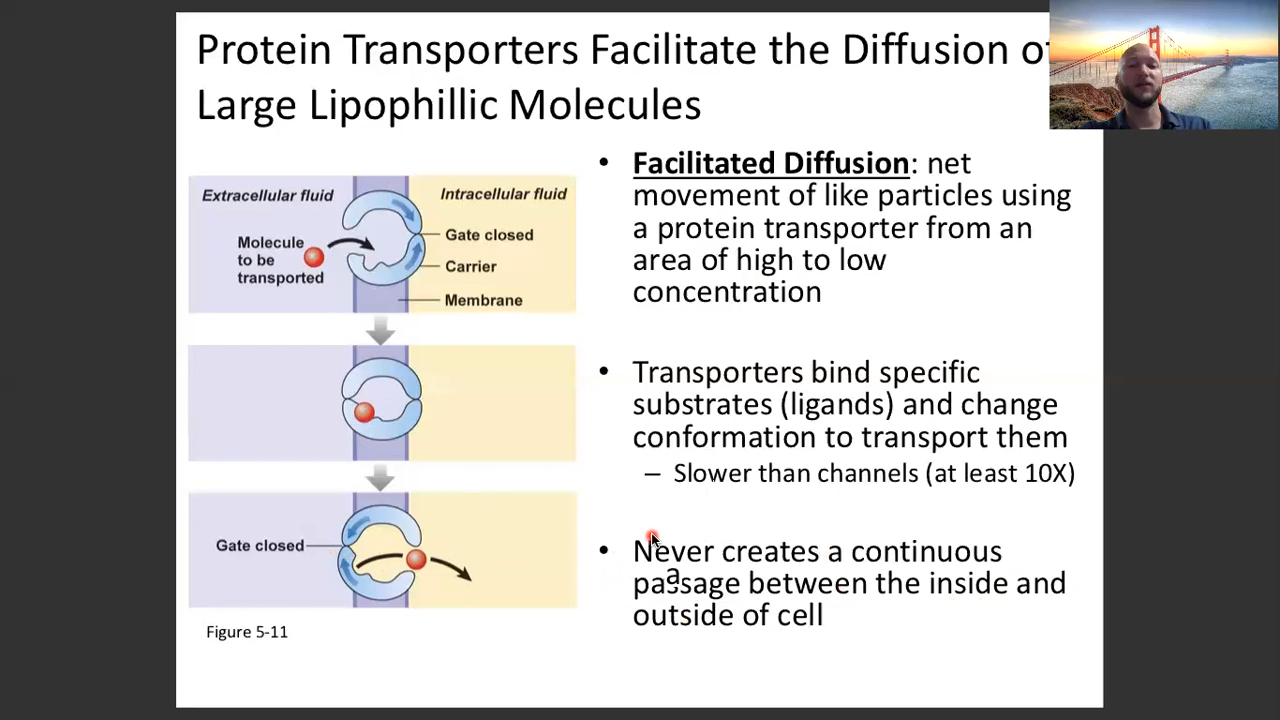 Protein Transporters Facilitate the Diffusion of
Large Lipophillic Molecules
Extracellular fluid
Intracellular fluid
Molecule
to be
transported
Gate closed
Carrier
Membrane
Gate closed
Figure 5-11
• Facilitated Diffusion: net
movement of like particles using
a protein transporter from an
area of high to low
concentration
• Transporters bind specific
substrates (ligands) and change
conformation to transport them
– Slower than channels (at least 10X)
• Never creates a continuous
a
passage between the inside and
outside of cell